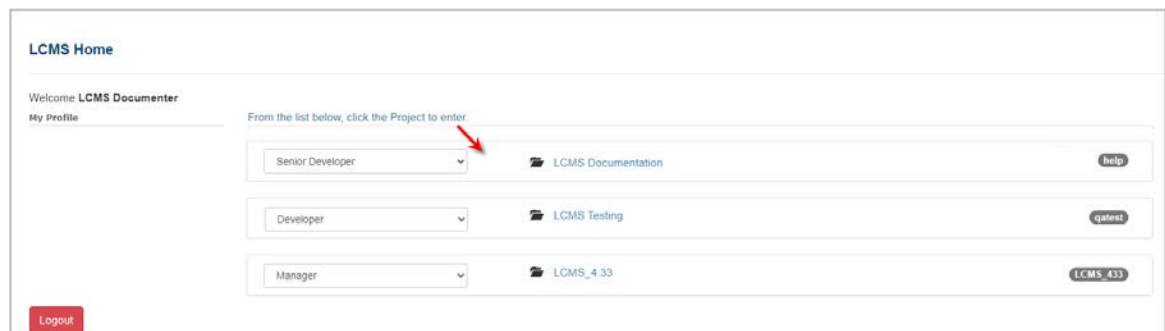 LCMS Home
Welcome LCMS Documenter
My Profile
From the list below, click the Project to enter.
Senior Developer
LCMS Documentation
help
Developer
LCMS Testing
qatest
Manager
LCMS_4.33
LCMS_433
Logout